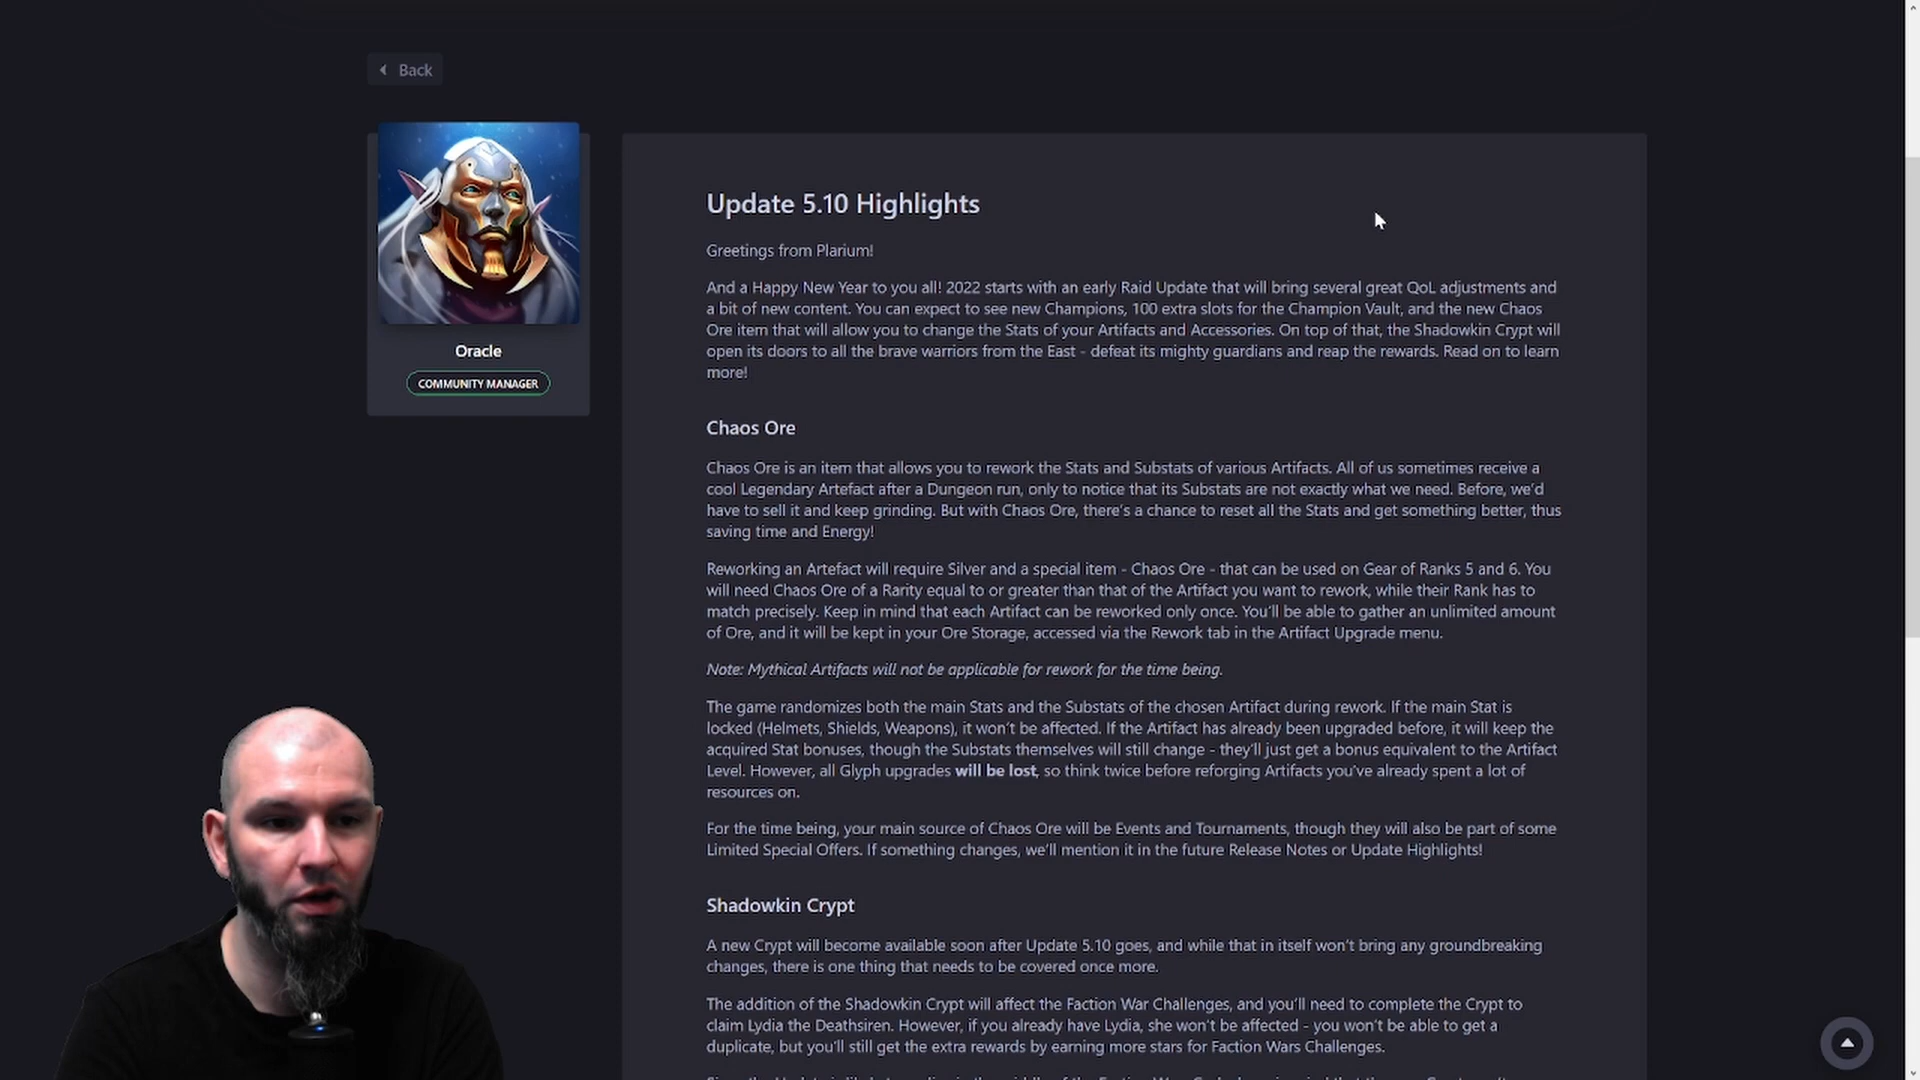 Back
Oracle
COMMUNITY MANAGER
Update 5.10 Highlights
Greetings from Plarium!
And a Happy New Year to you all! 2022 starts with an early Raid Update that will bring several great QoL adjustments and
a bit of new content. You can expect to see new Champions, 100 extra slots for the Champion Vault, and the new Chaos
Ore item that will allow you to change the Stats of your Artifacts and Accessories. On top of that, the Shadowkin Crypt will
open its doors to all the brave warriors from the East - defeat its mighty guardians and reap the rewards. Read on to learn
more!
Chaos Ore
Chaos Ore is an item that allows you to rework the Stats and Substats of various Artifacts. All of us sometimes receive a
cool Legendary Artefact after a Dungeon run, only to notice that its Substats are not exactly what we need. Before, we'd
have to sell it and keep grinding. But with Chaos Ore, there's a chance to reset all the Stats and get something better, thus
saving time and Energy!
Reworking an Artefact will require Silver and a special item - Chaos Ore - that can be used on Gear of Ranks 5 and 6. You
will need Chaos Ore of a Rarity equal to or greater than that of the Artifact you want to rework, while their Rank has to
match precisely. Keep in mind that each Artifact can be reworked only once. You'll be able to gather an unlimited amount
of Ore, and it will be kept in your Ore Storage, accessed via the Rework tab in the Artifact Upgrade menu.
Note: Mythical Artifacts will not be applicable for rework for the time being.
The game randomizes both the main Stats and the Substats of the chosen Artifact during rework. If the main Stat is
locked (Helmets, Shields, Weapons), it won't be affected. If the Artifact has already been upgraded before, it will keep the
acquired Stat bonuses, though the Substats themselves will still change - they'll just get a bonus equivalent to the Artifact
Level. However, all Glyph upgrades will be lost, so think twice before reforging Artifacts you've already spent a lot of
resources on.
For the time being, your main source of Chaos Ore will be Events and Tournaments, though they will also be part of some
Limited Special Offers. If something changes, we'll mention it in the future Release Notes or Update Highlights!
Shadowkin Crypt
A new Crypt will become available soon after Update 5.10 goes, and while that in itself won't bring any groundbreaking
changes, there is one thing that needs to be covered once more.
The addition of the Shadowkin Crypt will affect the Faction War Challenges, and you'll need to complete the Crypt to
claim Lydia the Deathsiren. However, if you already have Lydia, she won't be affected - you won't be able to get a
duplicate, but you'll still get the extra rewards by earning more stars for Faction Wars Challenges.